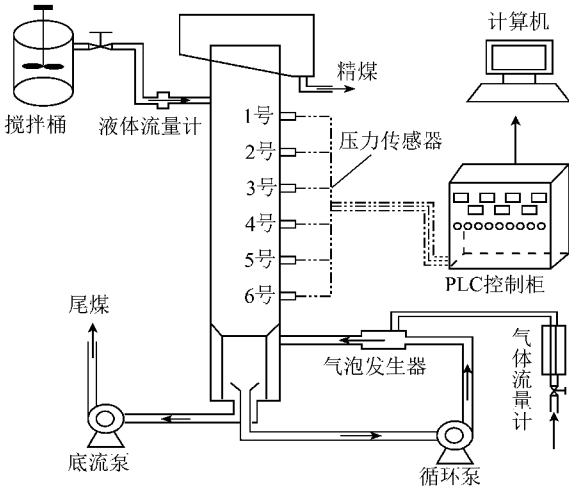 计算机
精煤
搅拌桶
液体流量计
1号
2号
3号
4号
5号
6号
压力传感器
PLC控制柜
尾煤
气泡发生器
气体流量计
底流泵
循环泵